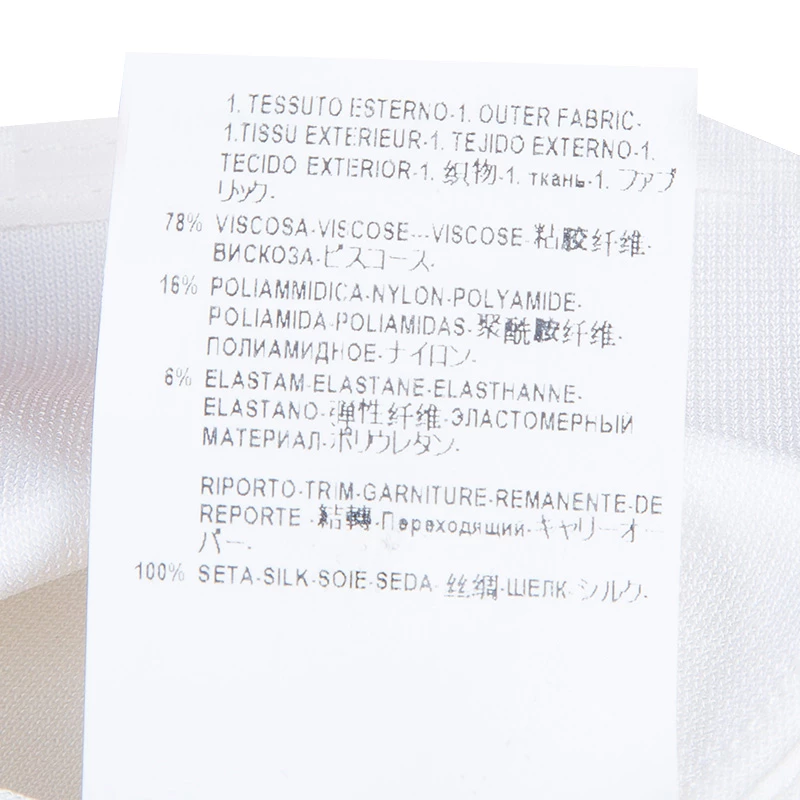 1. TESSUTO ESTERNO-1. OUTER FABRIC-
1.TISSU EXTERIEUR-1. TEJIDO EXTERNO-1.
TECIDO EXTERIOR-1. 织物-1. ткань-1. ファブ
リック-
78% VISCOSA-VISCOSE---VISCOSE-粘胶纤维-
ВИСКОЗА-ビスコース-
16% POLIAMMIDICA-NYLON-POLYAMIDE-
POLIAMIDA-POLIAMIDAS-聚酰胺纤维-
ПОЛИАМИДНОЕ-ナイロン-
6% ELASTAM-ELASTANE-ELASTHANNE-
ELASTANO-弹性纤维-ЭЛАСТОМЕРНЫЙ
МАТЕРИАЛ-ポリウレタン-
RIPORTO-TRIM-GARNITURE-REMANENTE-DE
REPORTE -結轉-Переходящий-キャリーオー
バー-
100% SETA-SILK-SOIE-SEDA-丝绸-ШЕЛК-シルク-